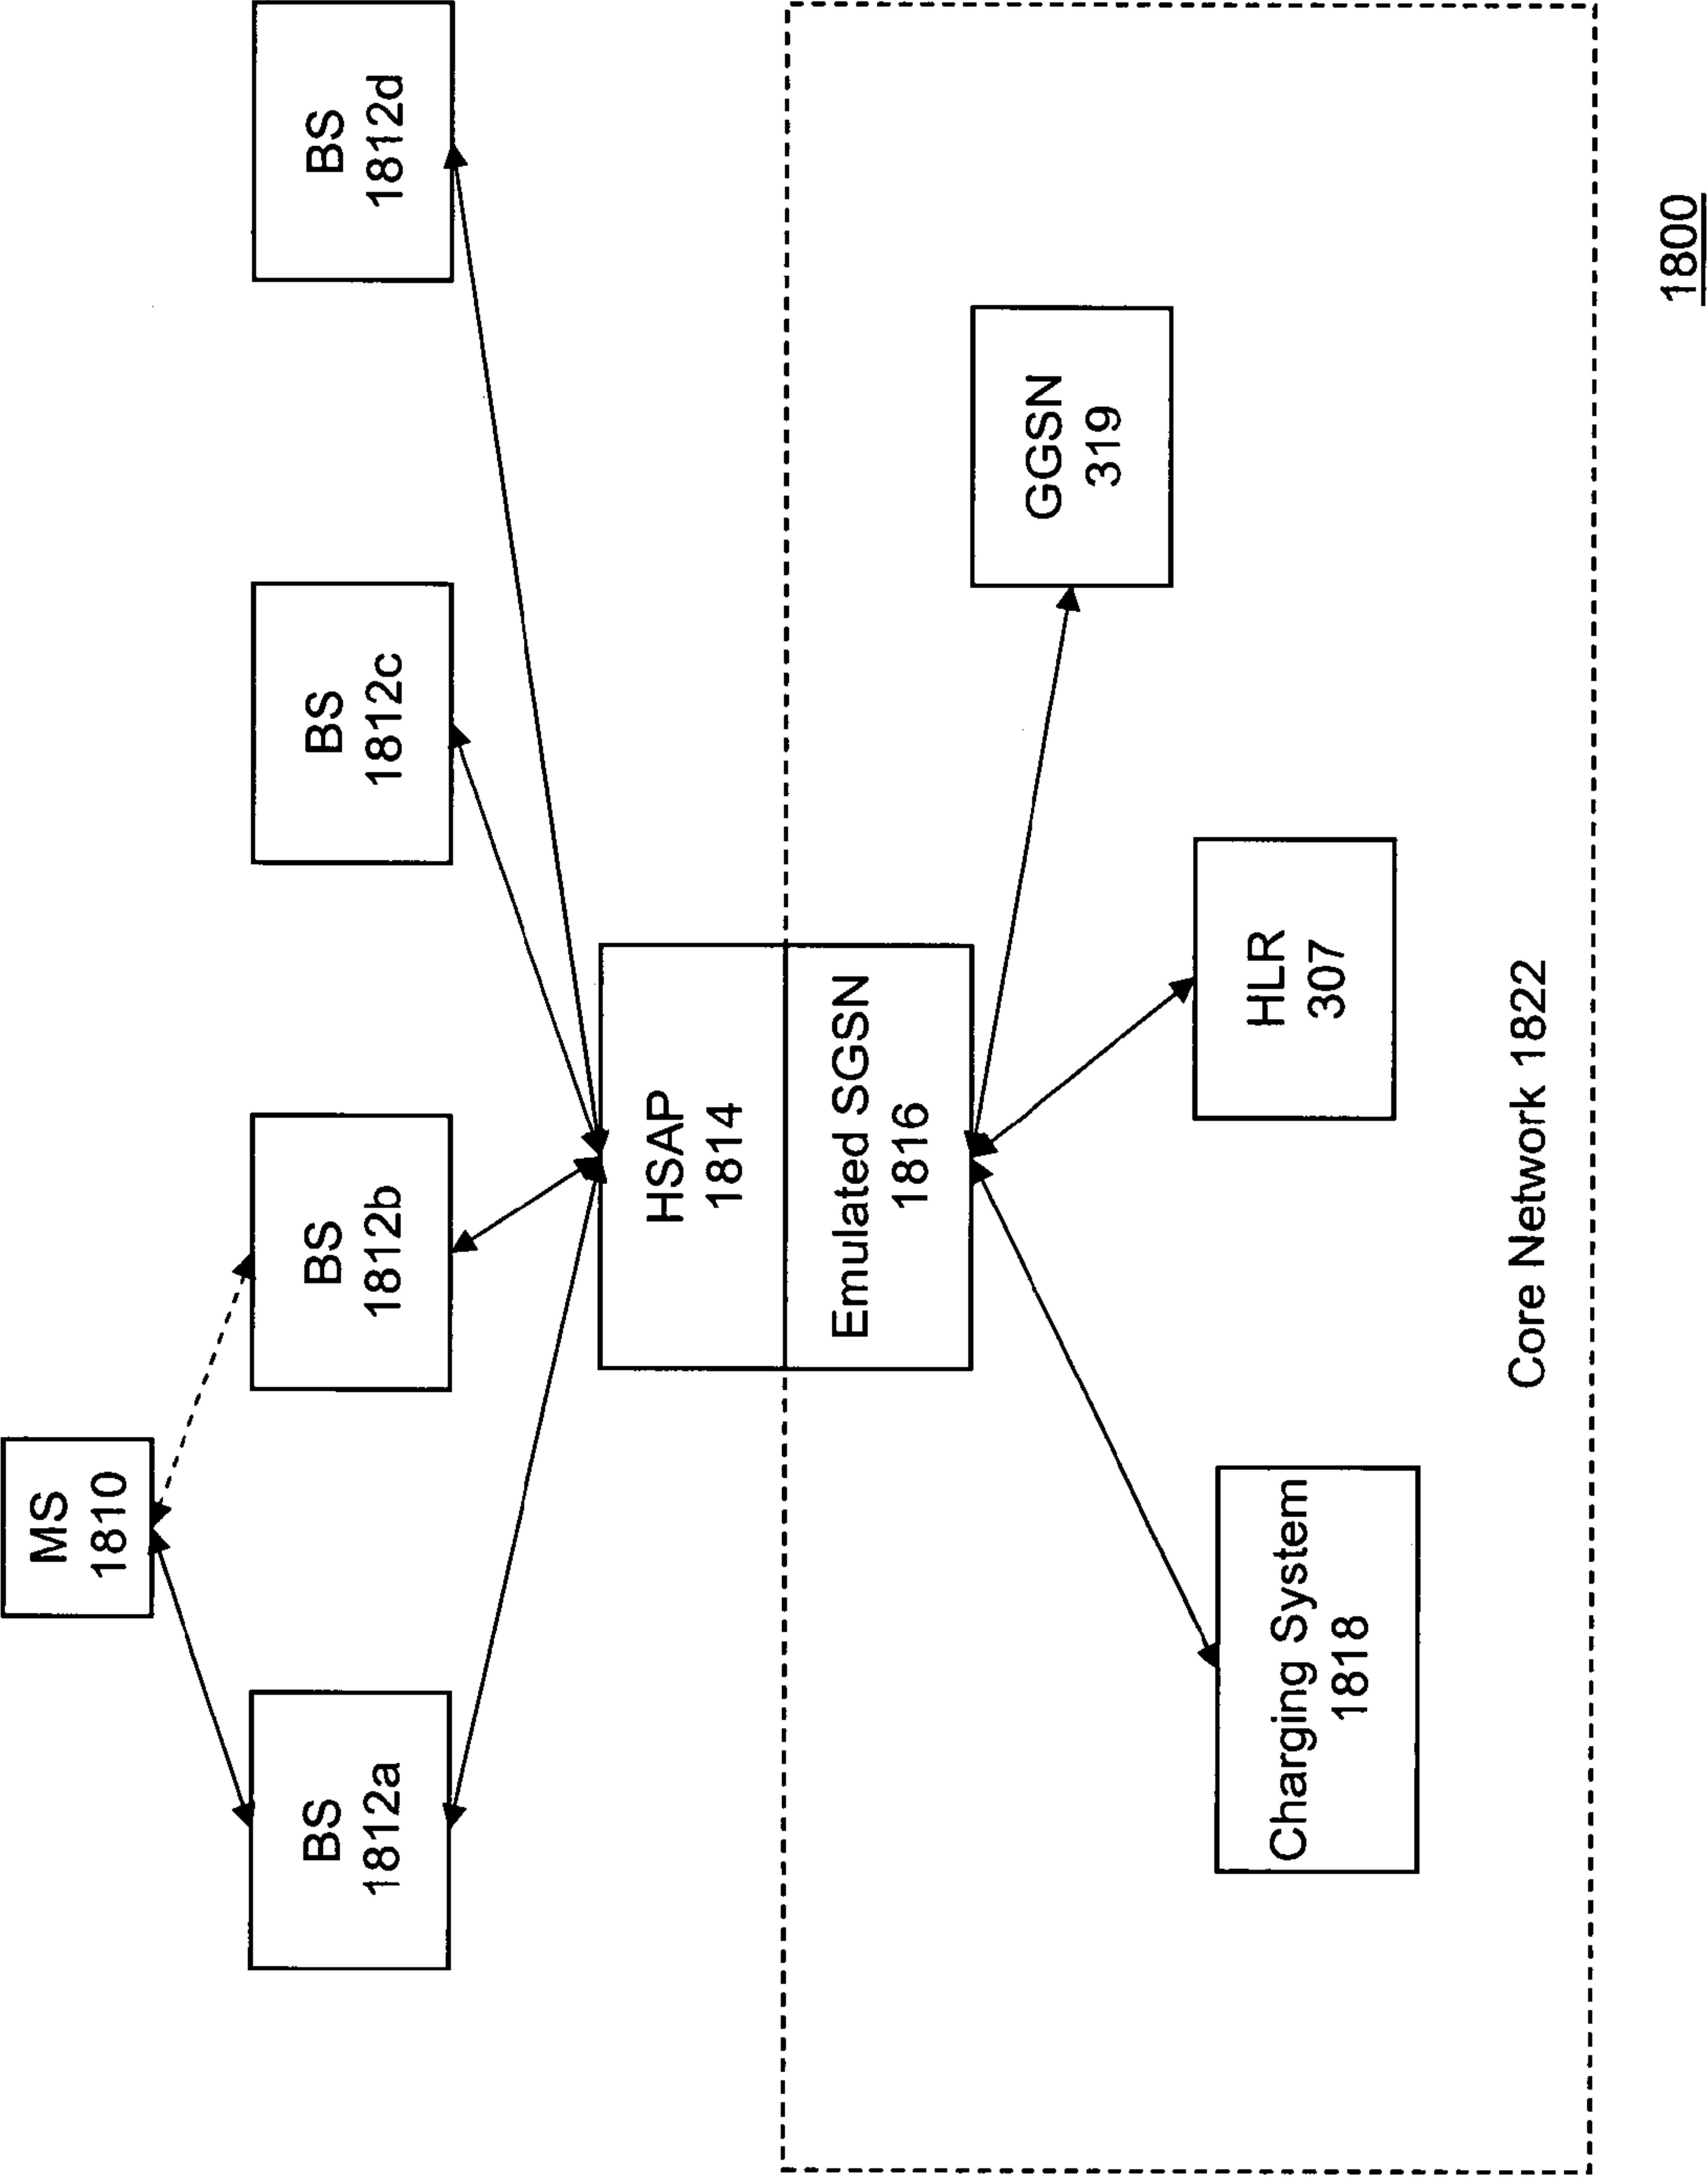 MS
1810
BS
1812a
BS
1812b
BS
1812c
BS
1812d
HSAP
1814
Emulated SGSN
1816
Charging System
1818
HLR
307
GGSN
319
Core Network 1822
1800